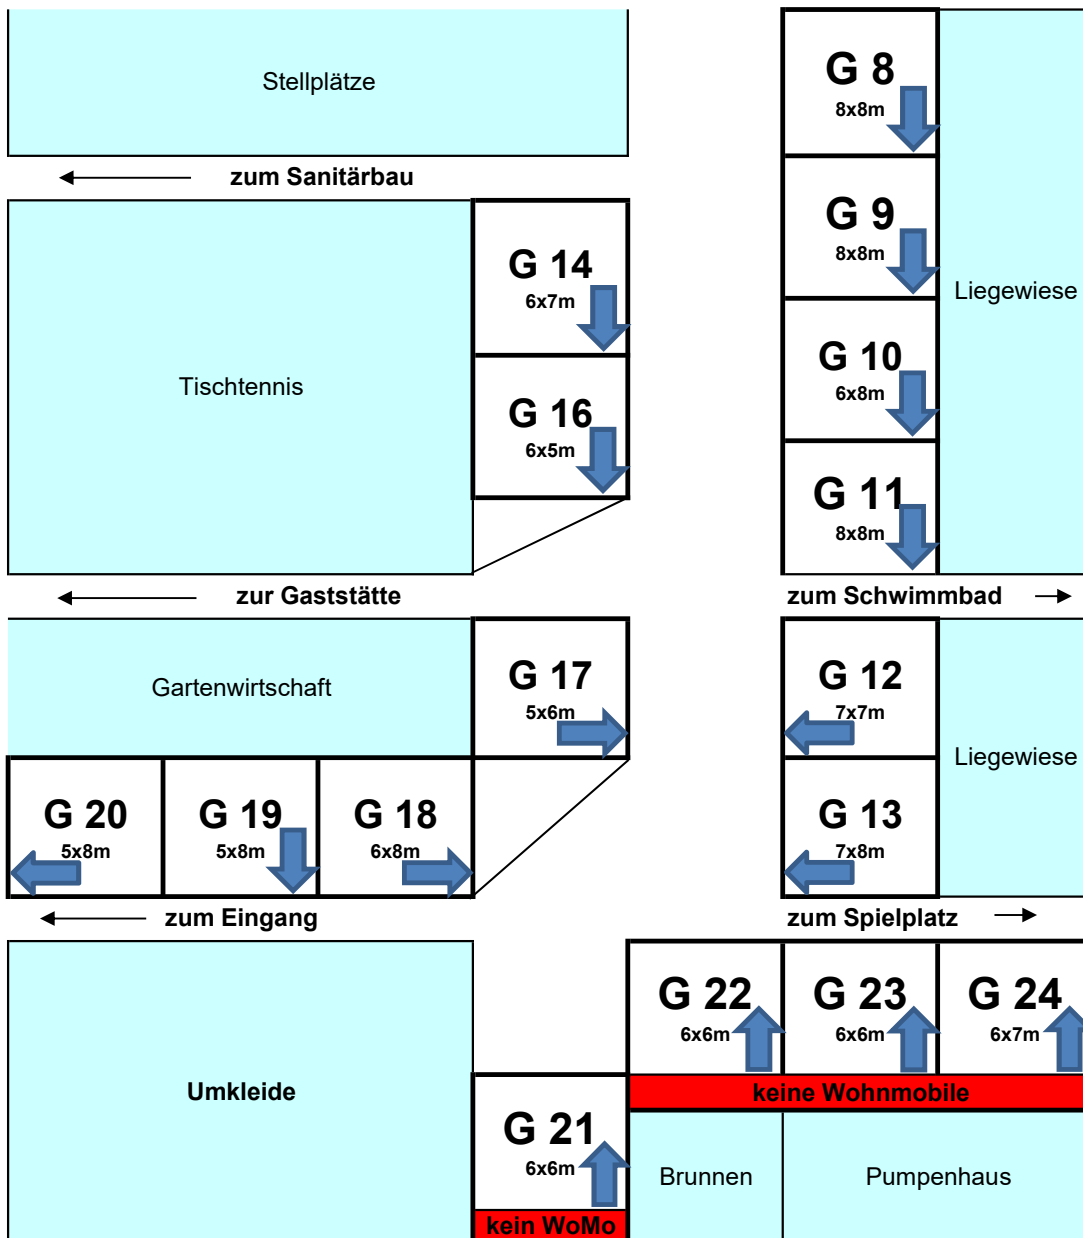 Stellplätze
G 8
8x8m
zum Sanitärbau
G 9
8x8m
Liegewiese
G 14
6x7m
Tischtennis
G 10
6x8m
G 16
6x5m
G 11
8x8m
zur Gaststätte
zum Schwimmbad
Gartenwirtschaft
G 17
5x6m
G 12
7x7m
Liegewiese
G 20
5x8m
G 19
5x8m
G 18
6x8m
G 13
7x8m
zum Eingang
zum Spielplatz
G 22
6x6m
G 23
6x6m
G 24
6x7m
Umkleide
keine Wohnmobile
G 21
6x6m
Brunnen
Pumpenhaus
kein WoMo